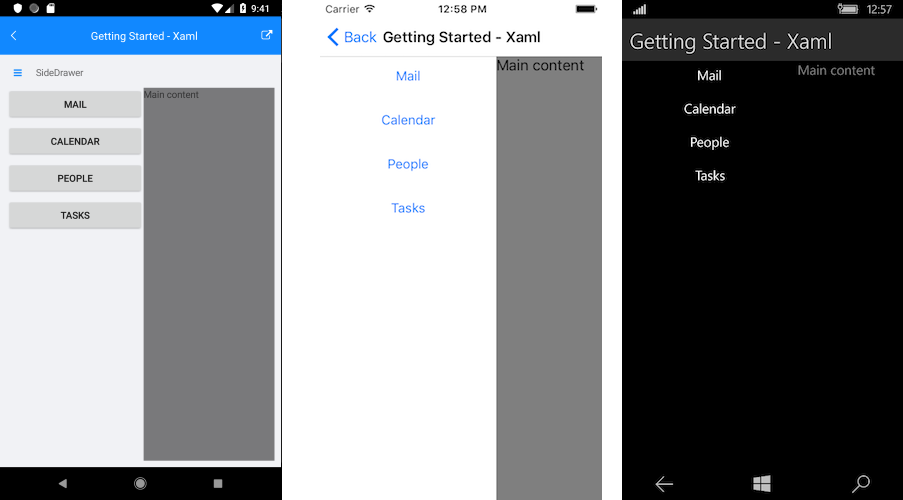 9:41
Getting Started - Xaml
SideDrawer
MAIL
Main content
CALENDAR
PEOPLE
TASKS
Carrier 12:58 PM
Back Getting Started - Xaml
Mail
Main content
Calendar
People
Tasks
12:57
Getting Started - Xaml
Mail
Main content
Calendar
People
Tasks